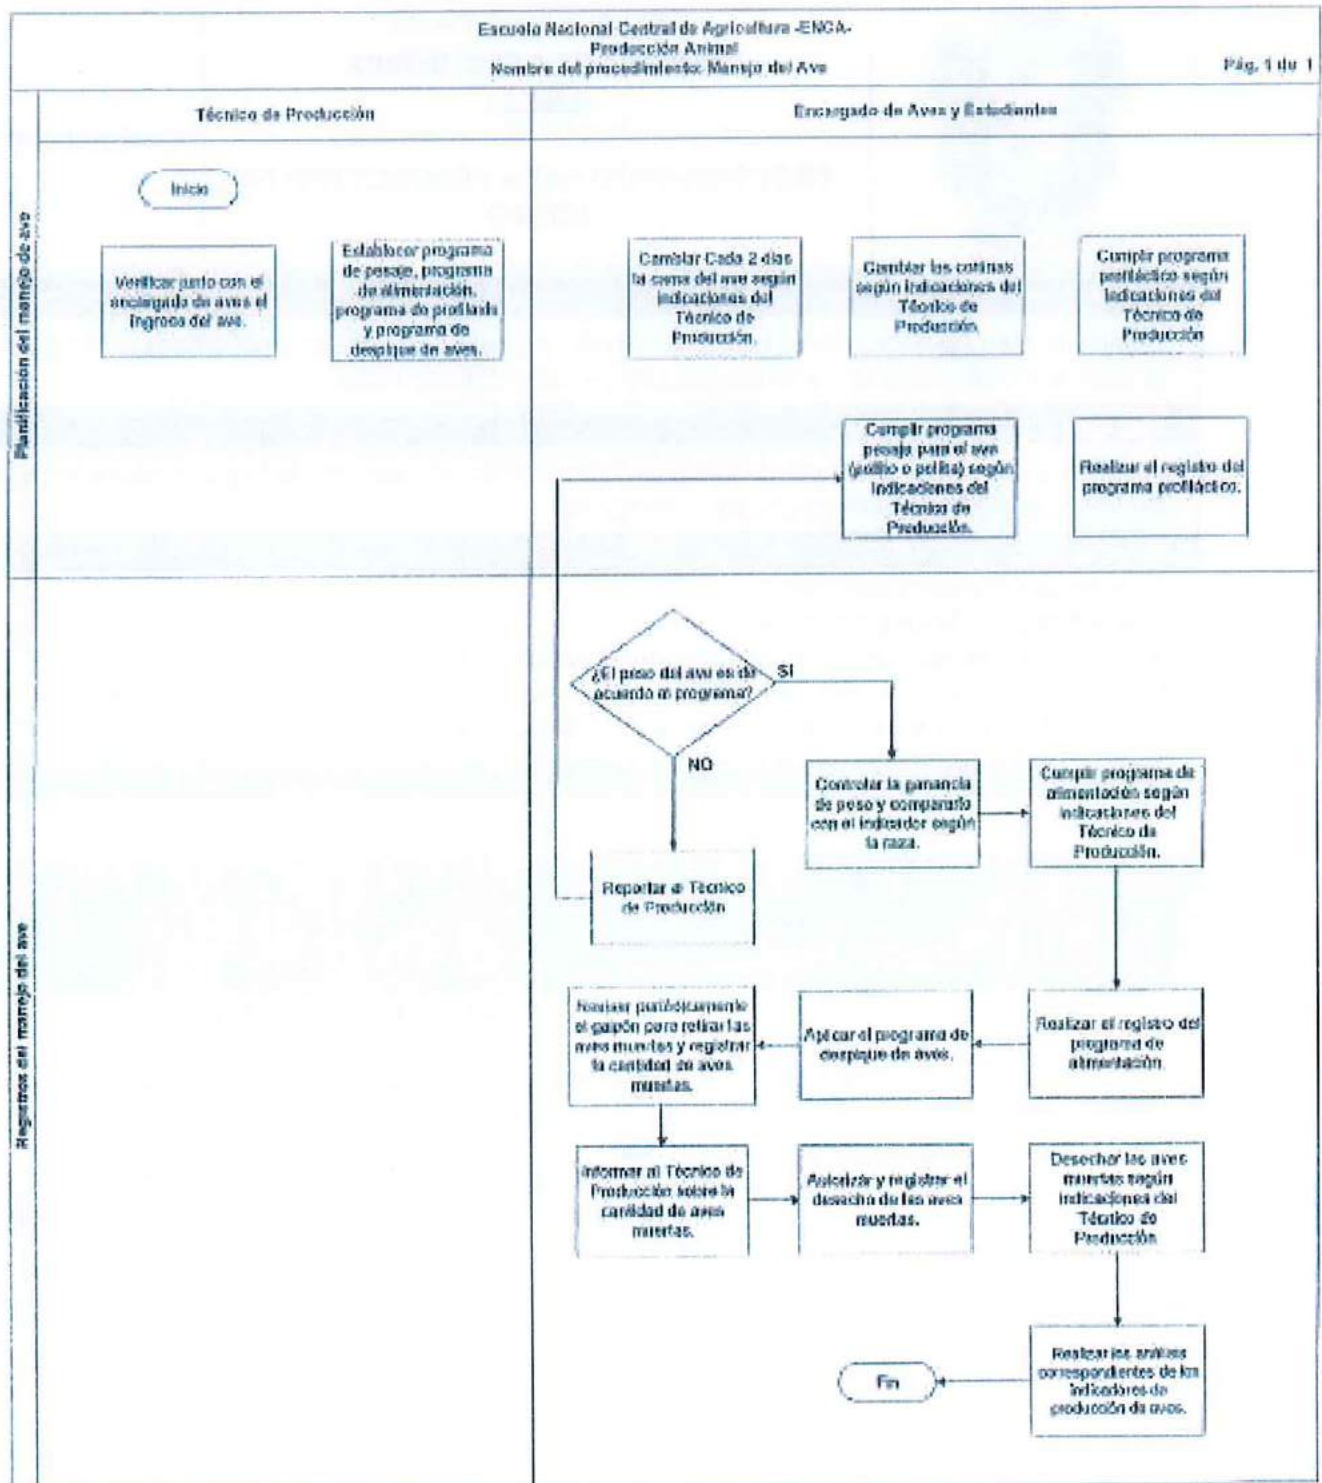 Escuela Nacional Central de Agricultura -ENCA-
Producción Animal
Nombre del procedimiento: Manejo del Ave
Pág. 1 de 1
Técnico de Producción
Encargado de Aves y Estudiantes
Planificación del manejo de ave
Inicio
Verificar junto con el
encargado de aves el
ingreso del ave.
Establecer programa
de pesaje, programa
de alimentación,
programa de profilaxis
y programa de
despique de aves.
Cambiar Cada 2 días
la cama del ave según
indicaciones del
Técnico de
Producción.
Cambiar las cortinas
según indicaciones del
Técnico de
Producción.
Cumplir programa
profiláctico según
indicaciones del
Técnico de
Producción
Cumplir programa
pesaje para el ave
(pollito o pollita) según
indicaciones del
Técnico de
Producción.
Realizar el registro del
programa profiláctico.
Registros del manejo del ave
¿El peso del ave es de
acuerdo al programa?
SI
NO
Controlar la ganancia
de peso y compararlo
con el indicador según
la raza.
Cumplir programa de
alimentación según
indicaciones del
Técnico de
Producción.
Reportar al Técnico
de Producción
Revisar periódicamente
el galpón para retirar las
aves muertas y registrar
la cantidad de aves
muertas.
Aplicar el programa de
despique de aves.
Realizar el registro del
programa de
alimentación.
Informar al Técnico de
Producción sobre la
cantidad de aves
muertas.
Autorizar y registrar el
desecho de las aves
muertas.
Desechar las aves
muertas según
indicaciones del
Técnico de
Producción
Realizar los análisis
correspondientes de los
indicadores de
producción de aves.
Fin